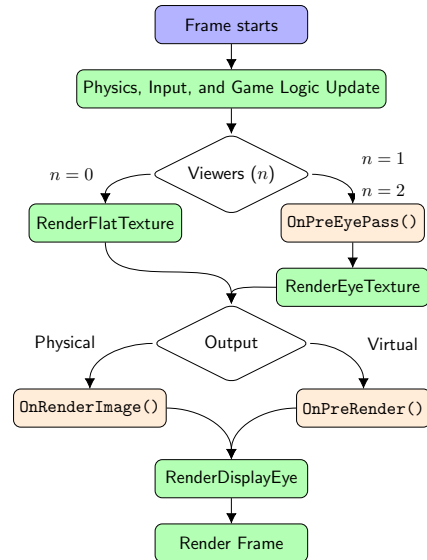 Frame starts
Physics, Input, and Game Logic Update
Viewers (n)
n = 0
n = 1
n = 2
RenderFlatTexture
OnPreEyePass()
RenderEyeTexture
Output
Physical
Virtual
OnRenderImage()
OnPreRender()
RenderDisplayEye
Render Frame